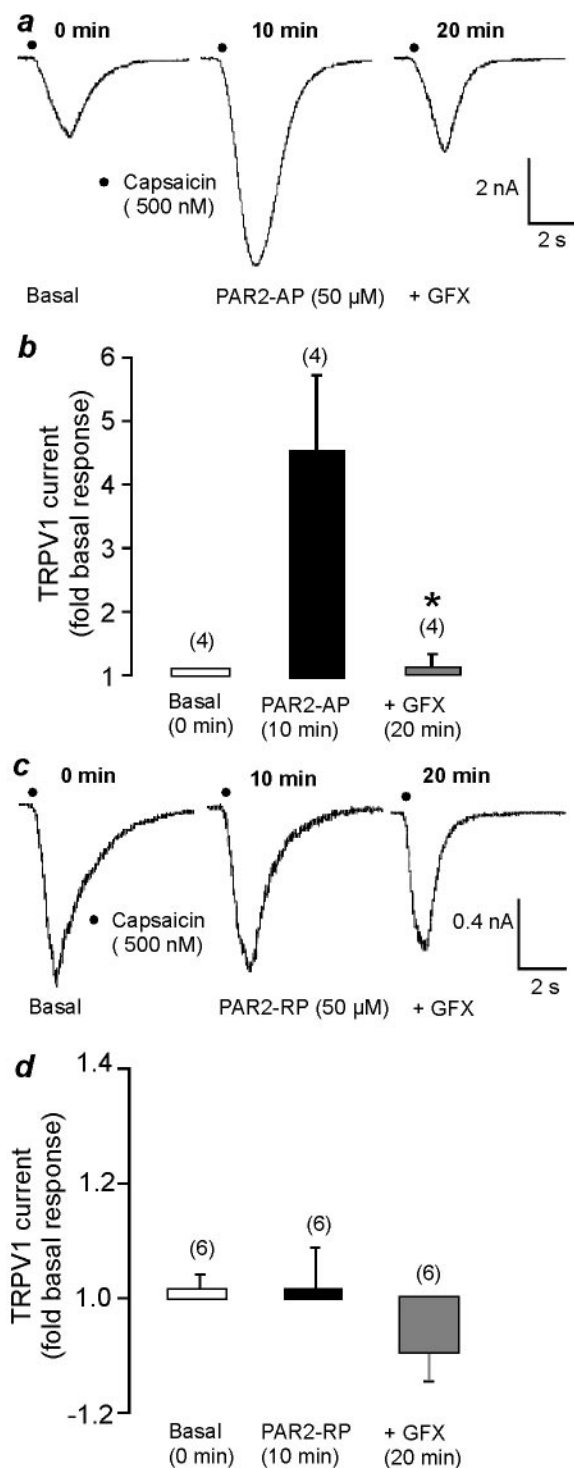 a
0 min 10 min 20 min
• Capsaicin
( 500 nM)
2 nA
2 s
Basal PAR2-AP (50 µM) + GFX
b
TRPV1 current
(fold basal response)
6
5
4
3
2
1
(4)
(4)
*
(4)
Basal
(0 min)
PAR2-AP
(10 min)
+ GFX
(20 min)
c
0 min 10 min 20 min
• Capsaicin
( 500 nM)
0.4 nA
2 s
Basal PAR2-RP (50 µM) + GFX
d
TRPV1 current
(fold basal response)
1.4
1.2
1.0
-1.2
(6)
(6)
(6)
Basal
(0 min)
PAR2-RP
(10 min)
+ GFX
(20 min)